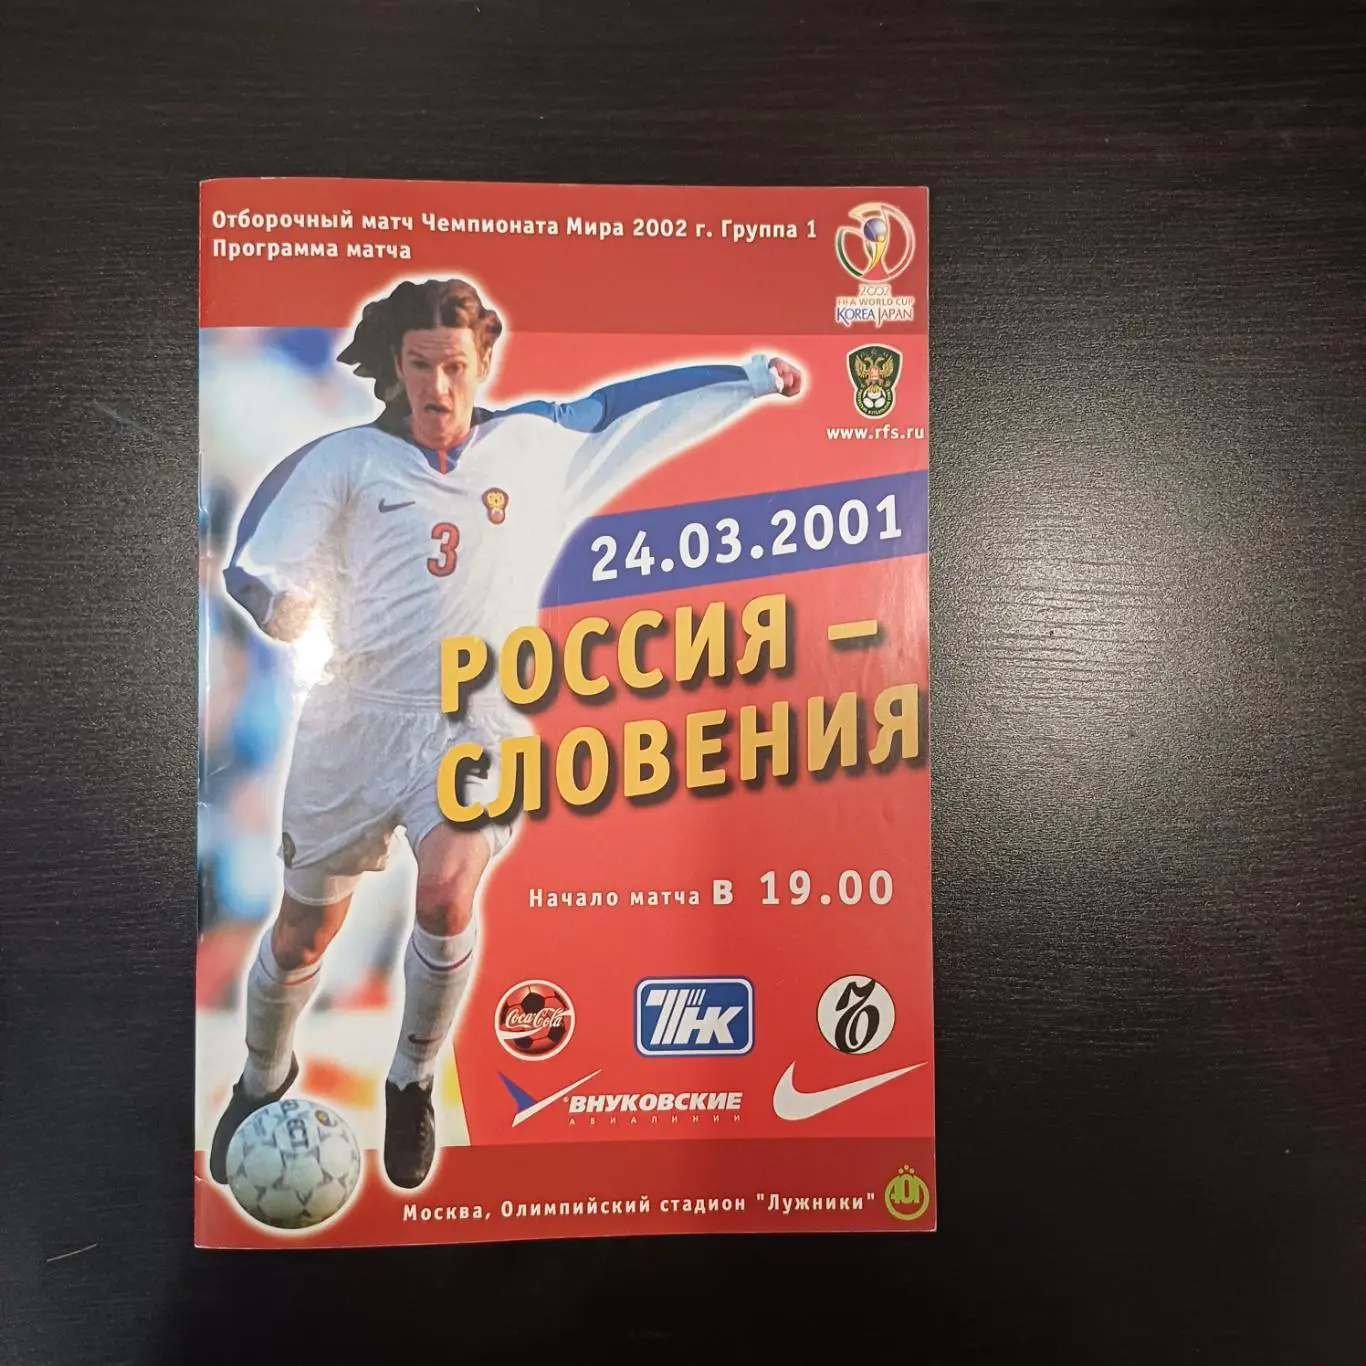 Отборочный матч Чемпионата Мира 2002 г. Группа 1
Программа матча
2002
FIFA WORLD CUP
KOREA JAPAN
www.rfs.ru
3
24.03.2001
РОССИЯ –
СЛОВЕНИЯ
Начало матча в 19.00
Coca-Cola
ТНК
ВНУКОВСКИЕ
АВИАЛИНИИ
Москва, Олимпийский стадион "Лужники"